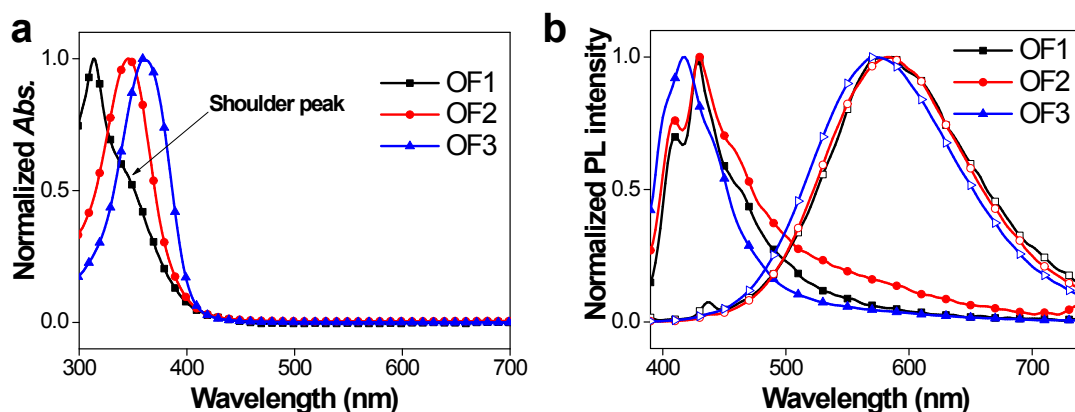 a
Normalized Abs.
1.0
0.5
0.0
300
400
500
600
700
Wavelength (nm)
Shoulder peak
OF1
OF2
OF3
b
Normalized PL intensity
1.0
0.5
0.0
400
500
600
700
Wavelength (nm)
OF1
OF2
OF3